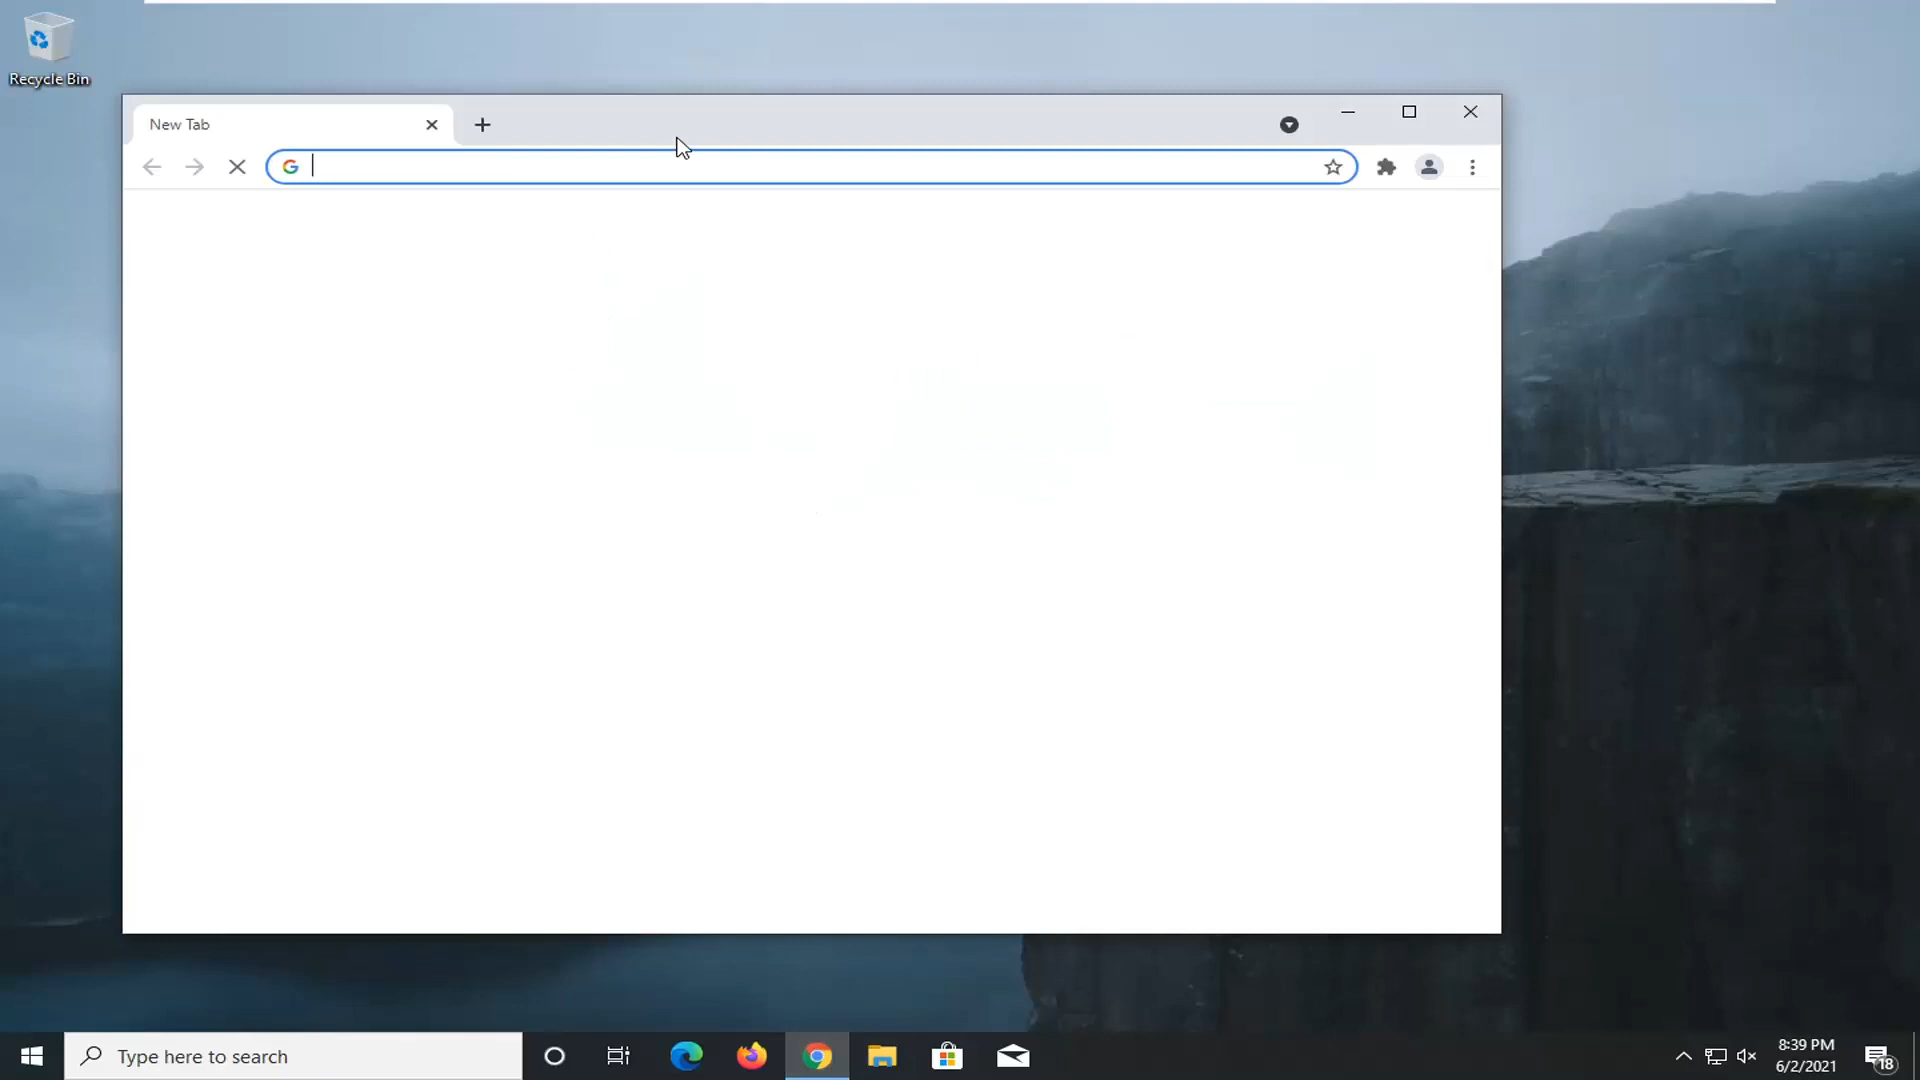 Recycle Bin
New Tab
Type here to search
8:39 PM
6/2/2021
18